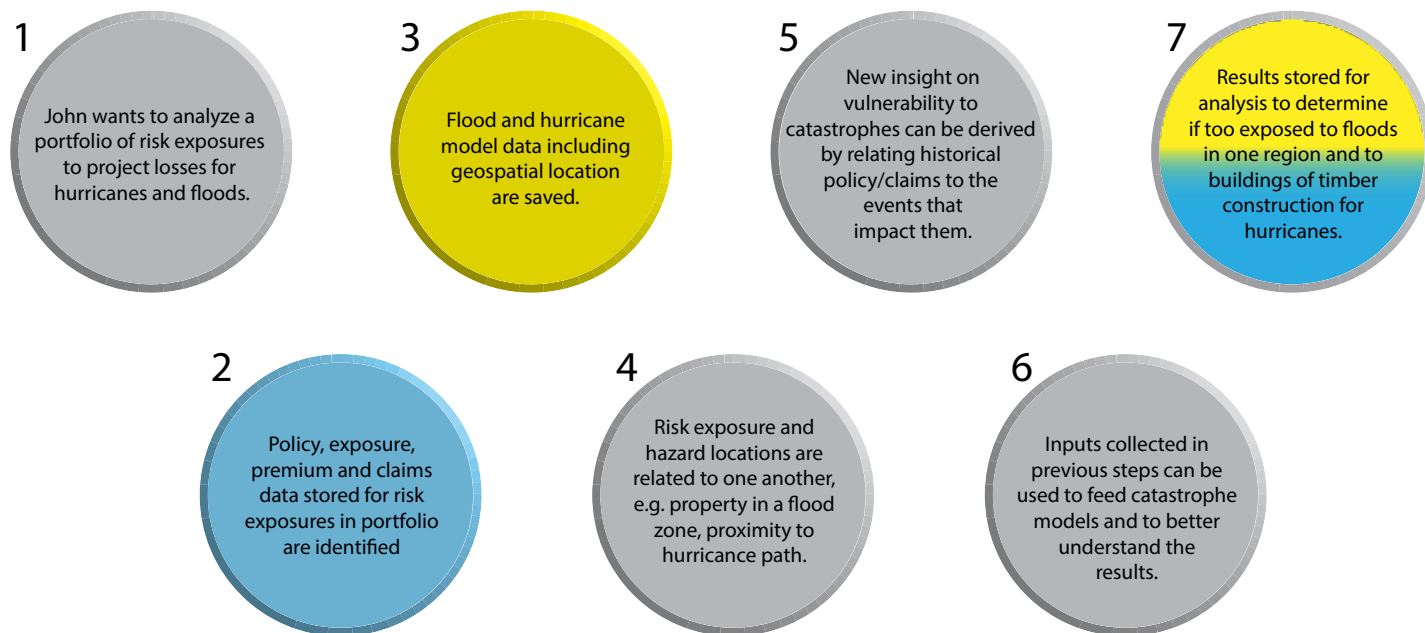 1
John wants to analyze a
portfolio of risk exposures
to project losses for
hurricanes and floods.
2
Policy, exposure,
premium and claims
data stored for risk
exposures in portfolio
are identified
3
Flood and hurricane
model data including
geospatial location
are saved.
4
Risk exposure and
hazard locations are
related to one another,
e.g. property in a flood
zone, proximity to
hurricance path.
5
New insight on
vulnerability to
catastrophes can be derived
by relating historical
policy/claims to the
events that
impact them.
6
Inputs collected in
previous steps can be
used to feed catastrophe
models and to better
understand the
results.
7
Results stored for
analysis to determine
if too exposed to floods
in one region and to
buildings of timber
construction for
hurricanes.